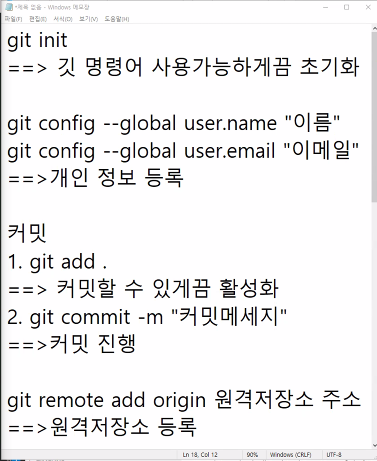 *제목 없음 - Windows 메모장
파일(F) 편집(E) 서식(O) 보기(V) 도움말(H)
git init
==> 깃 명령어 사용가능하게끔 초기화
git config --global user.name "이름"
git config --global user.email "이메일"
==>개인 정보 등록
커밋
1. git add .
==> 커밋할 수 있게끔 활성화
2. git commit -m "커밋메세지"
==>커밋 진행
git remote add origin 원격저장소 주소
==>원격저장소 등록
Ln 18, Col 12 90% Windows (CRLF) UTF-8